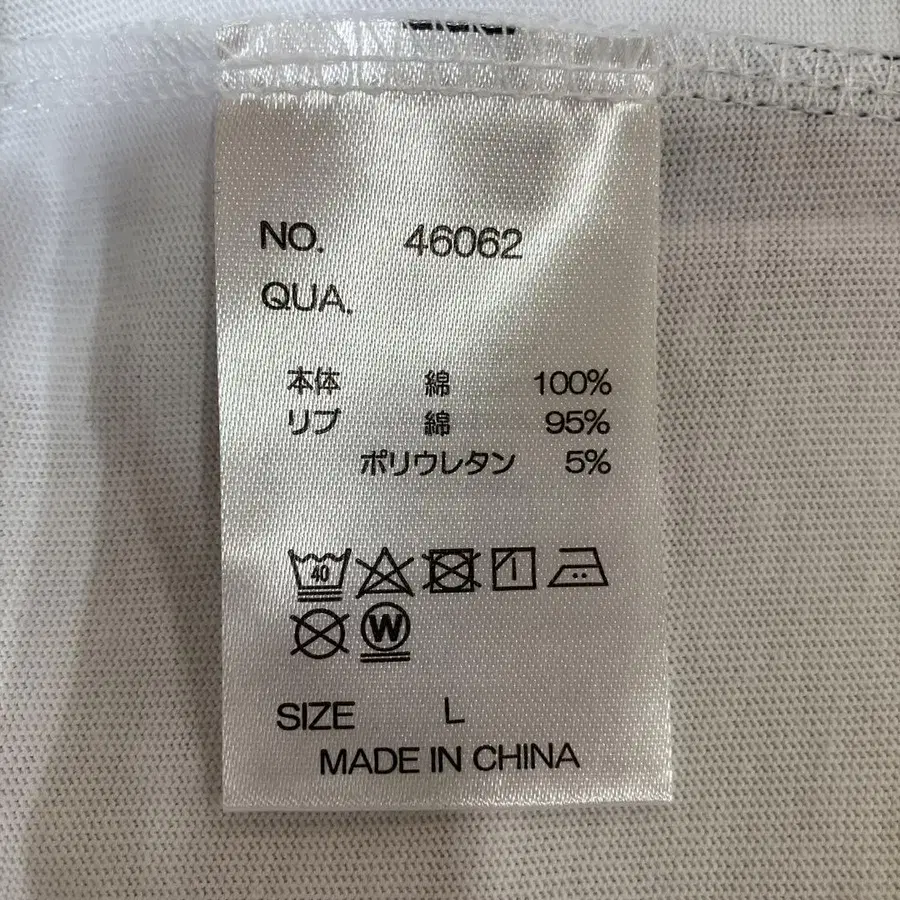 NO. 46062
QUA.
本体 綿 100%
リブ 綿 95%
ポリウレタン 5%
40
W
SIZE L
MADE IN CHINA